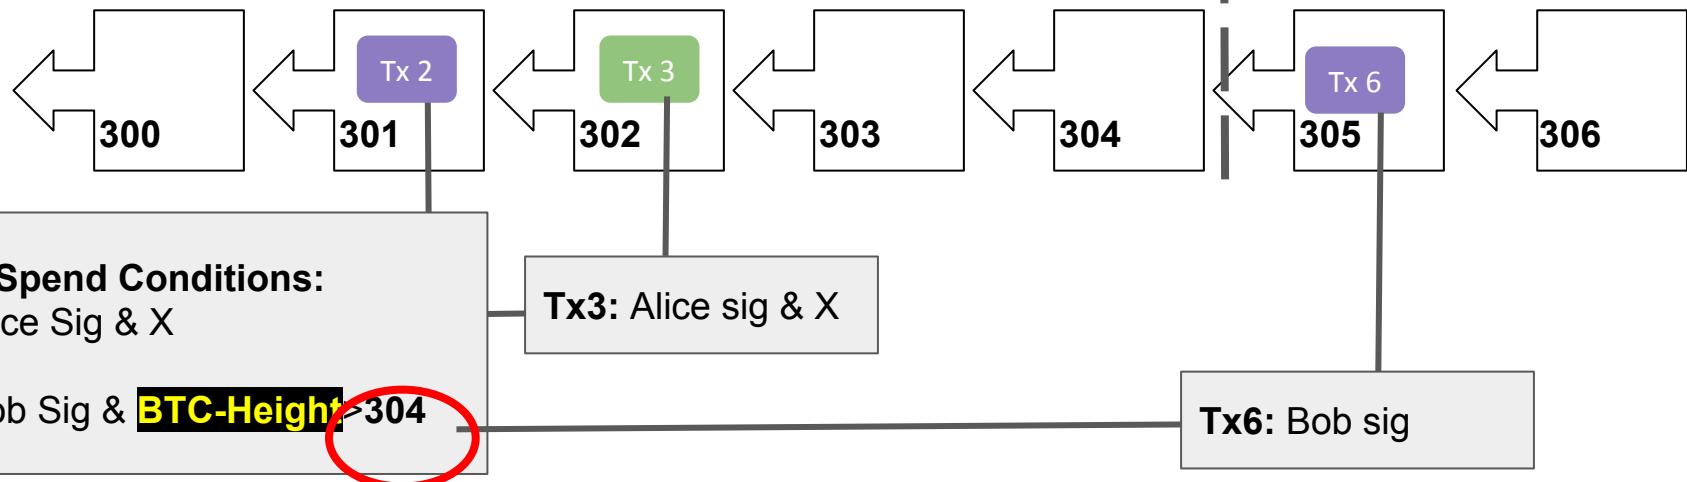 Tx 2
Tx 3
Tx 6
300
301
302
303
304
305
306
Spend Conditions:
ce Sig & X
ob Sig & BTC-Height>304
Tx3: Alice sig & X
Tx6: Bob sig